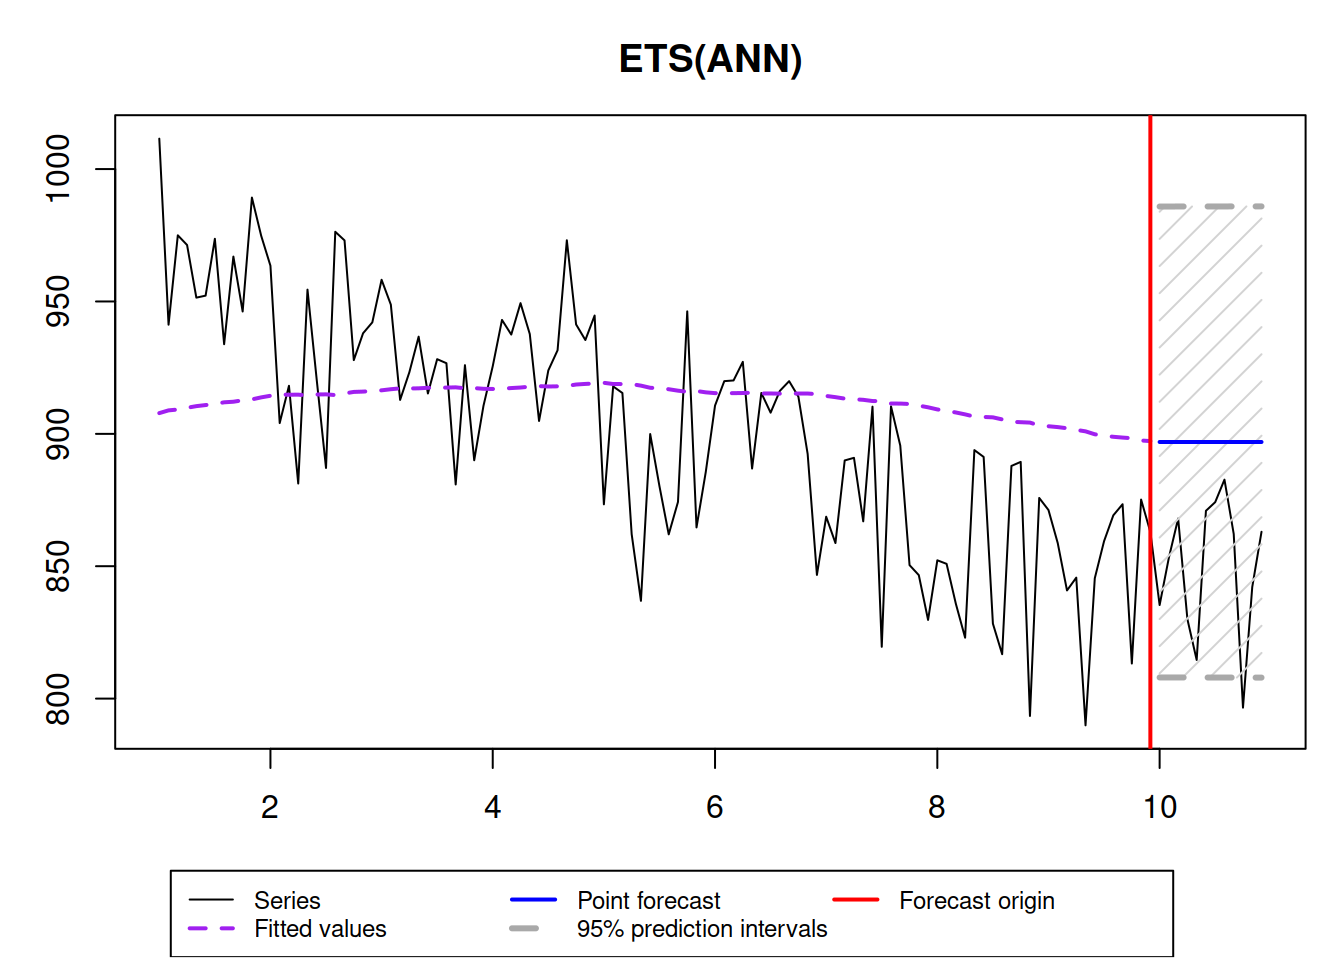 ETS(ANN)
1000
950
900
850
800
2 4 6 8 10
Series Point forecast Forecast origin
Fitted values 95% prediction intervals